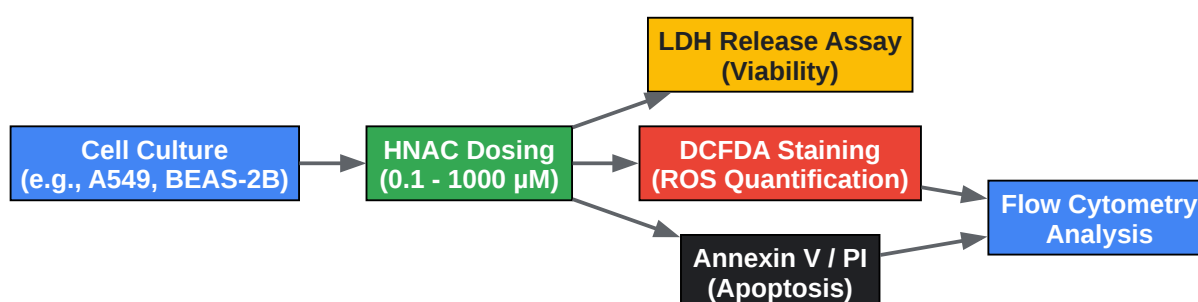 LDH Release Assay
(Viability)
Cell Culture
(e.g., A549, BEAS-2B)
HNAC Dosing
(0.1 - 1000 µM)
DCFDA Staining
(ROS Quantification)
Flow Cytometry
Analysis
Annexin V / PI
(Apoptosis)